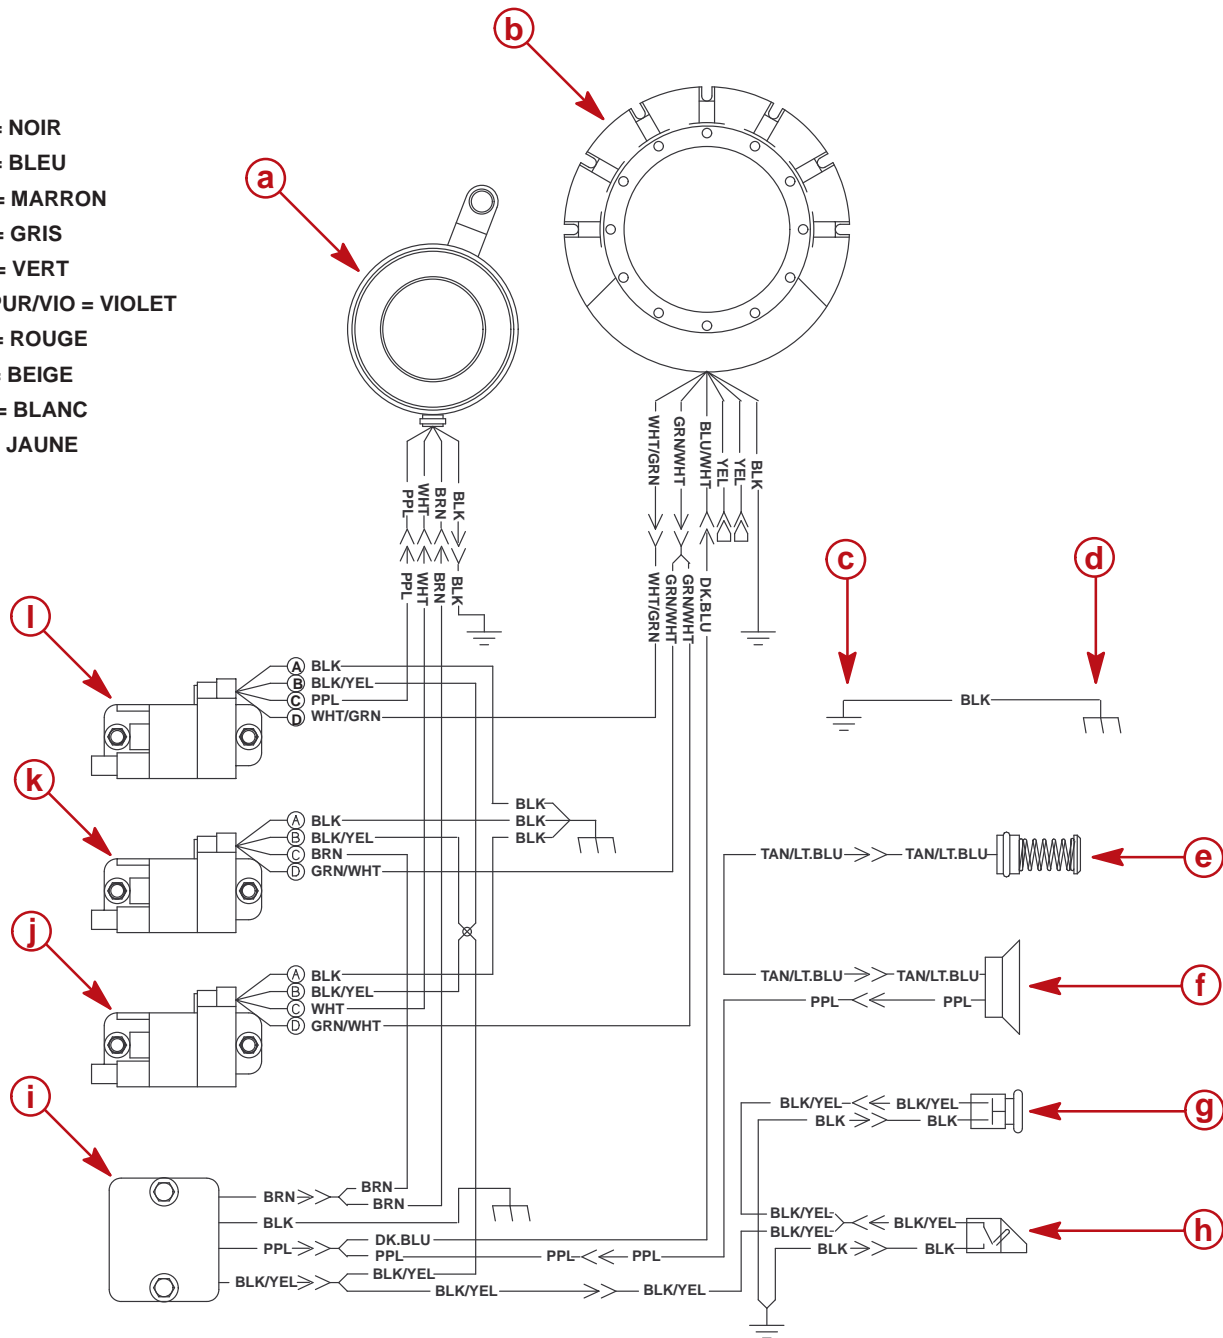 b
= NOIR
= BLEU
= MARRON
= GRIS
= VERT
PUR/VIO = VIOLET
= ROUGE
= BEIGE
= BLANC
JAUNE
a
WHT/GRN
GRN/WHT
BLU/WHT
YEL
YEL
BLK
PPL
WHT
BRN
BLK
PPL
WHT
BRN
BLK
WHT/GRN
GRN/WHT
GRN/WHT
DK.BLU
c
d
BLK
l
A BLK
B BLK/YEL
C PPL
D WHT/GRN
k
A BLK
B BLK/YEL
C BRN
D GRN/WHT
BLK
BLK
BLK
TAN/LT.BLU TAN/LT.BLU
e
j
A BLK
B BLK/YEL
C WHT
D GRN/WHT
TAN/LT.BLU TAN/LT.BLU
PPL PPL
f
i
BLK/YEL BLK/YEL
BLK BLK
g
BRN BRN
BRN
BLK
PPL DK.BLU
PPL PPL PPL
BLK/YEL BLK/YEL
BLK/YEL BLK/YEL
BLK/YEL
BLK/YEL BLK/YEL
BLK BLK
h